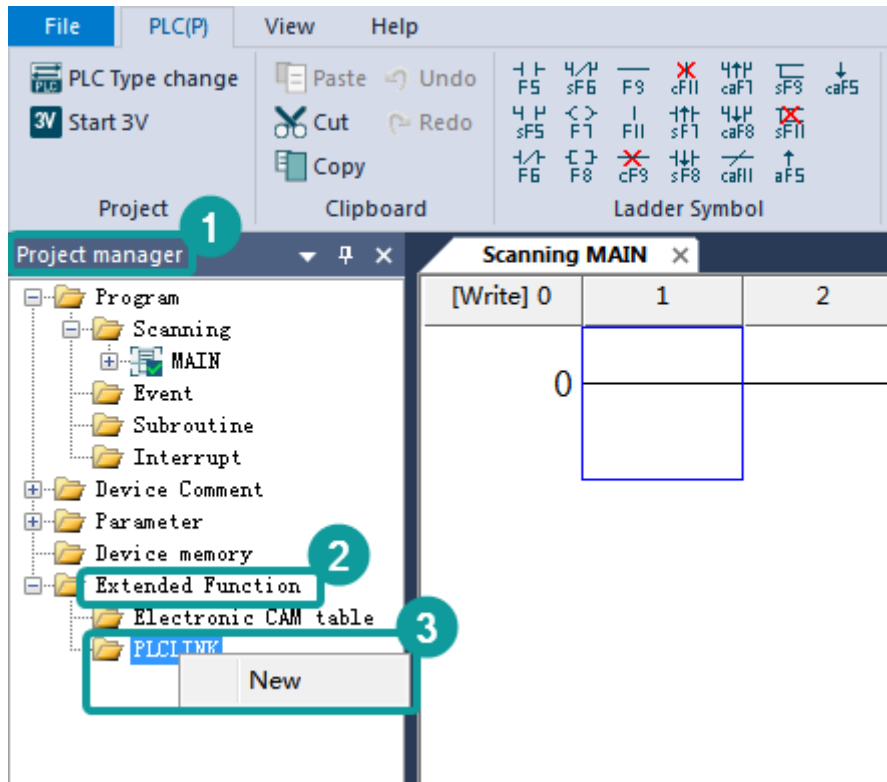 File PLC(P) View Help
PLC Type change Paste Undo F5 sF6 F9 cF11 caF7 sF9 caF5
3V Start 3V Cut Redo sF5 F7 F11 sF7 caF8 sF11
Copy F6 F8 cF9 sF8 caF11 aF5
Project Clipboard Ladder Symbol
1
Project manager Scanning MAIN
Program [Write] 0 1 2
Scanning
MAIN
0
Event
Subroutine
Interrupt
Device Comment
Parameter
Device memory 2
Extended Function
Electronic CAM table 3
PLCLINK
New